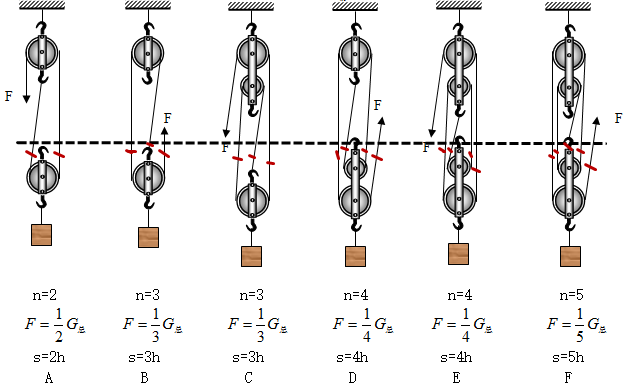 F
F
F
F
F
F
n=2 n=3 n=3 n=4 n=4 n=5
F=1/2G总 F=1/3G总 F=1/3G总 F=1/4G总 F=1/4G总 F=1/5G总
s=2h s=3h s=3h s=4h s=4h s=5h
A B C D E F